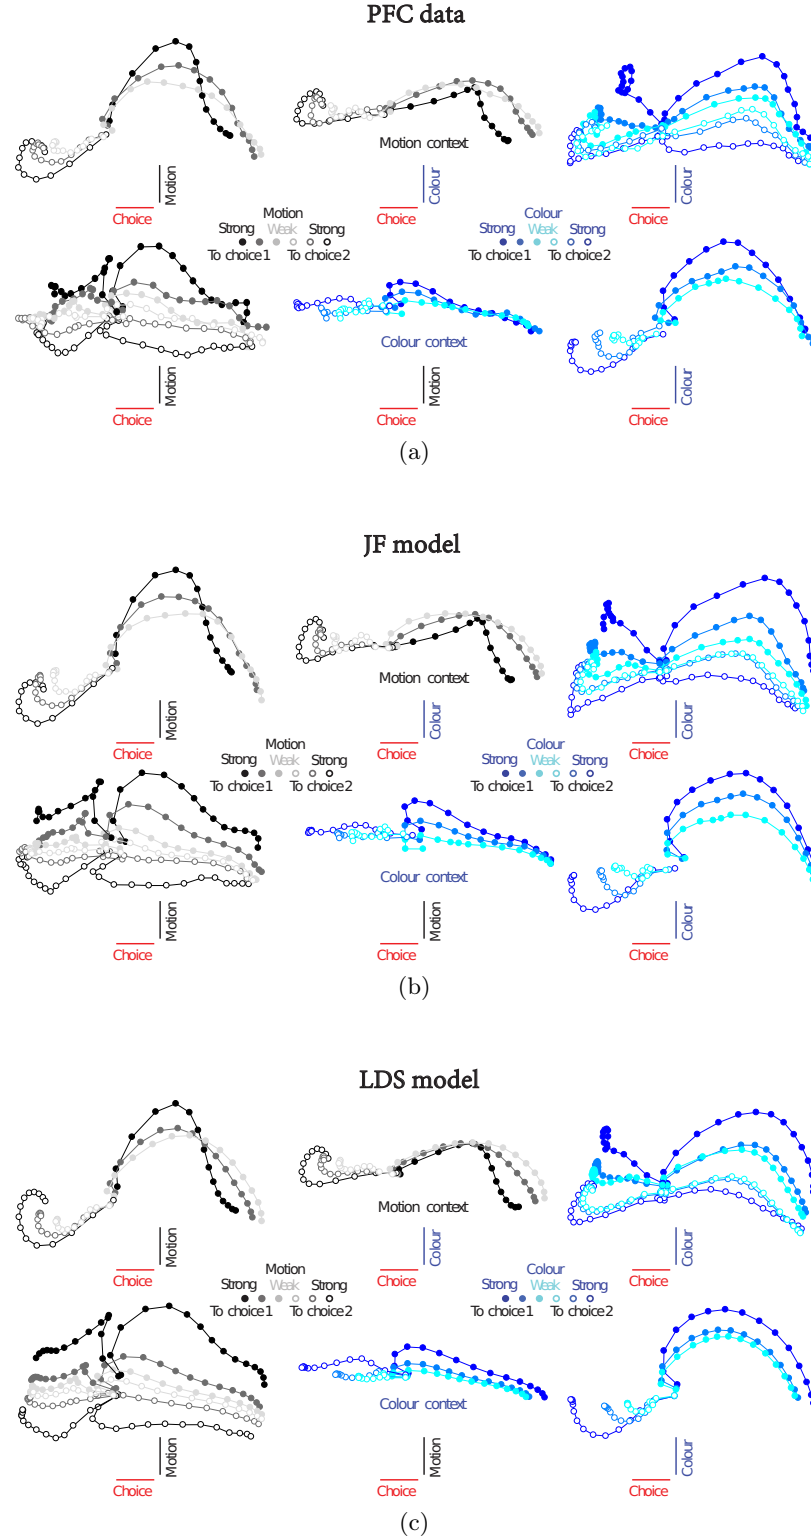 PFC data
Motion context
Motion
Colour
Colour
Choice
Choice
Choice
Motion
Strong Weak Strong
To choice1 To choice2
Colour
Strong Weak Strong
To choice1 To choice2
Colour context
Motion
Motion
Colour
Choice
Choice
Choice
(a)
JF model
Motion context
Motion
Colour
Colour
Choice
Choice
Choice
Motion
Strong Weak Strong
To choice1 To choice2
Colour
Strong Weak Strong
To choice1 To choice2
Colour context
Motion
Motion
Colour
Choice
Choice
Choice
(b)
LDS model
Motion context
Motion
Colour
Colour
Choice
Choice
Choice
Motion
Strong Weak Strong
To choice1 To choice2
Colour
Strong Weak Strong
To choice1 To choice2
Colour context
Motion
Motion
Colour
Choice
Choice
Choice
(c)